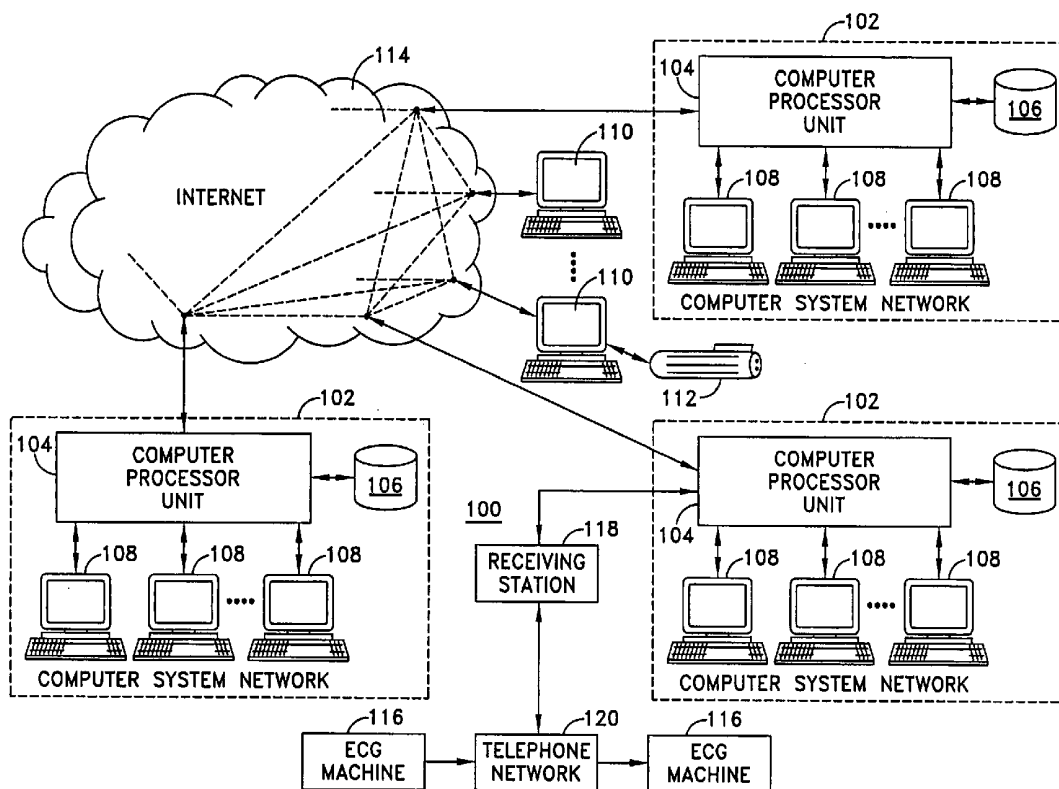 102
114
104
COMPUTER
PROCESSOR
UNIT
106
110
INTERNET
108
108
108
110
COMPUTER SYSTEM NETWORK
112
102
102
104
COMPUTER
PROCESSOR
UNIT
106
COMPUTER
PROCESSOR
UNIT
106
100
118
104
108
108
108
RECEIVING
STATION
108
108
108
COMPUTER SYSTEM NETWORK
COMPUTER SYSTEM NETWORK
116
120
116
ECG
MACHINE
TELEPHONE
NETWORK
ECG
MACHINE